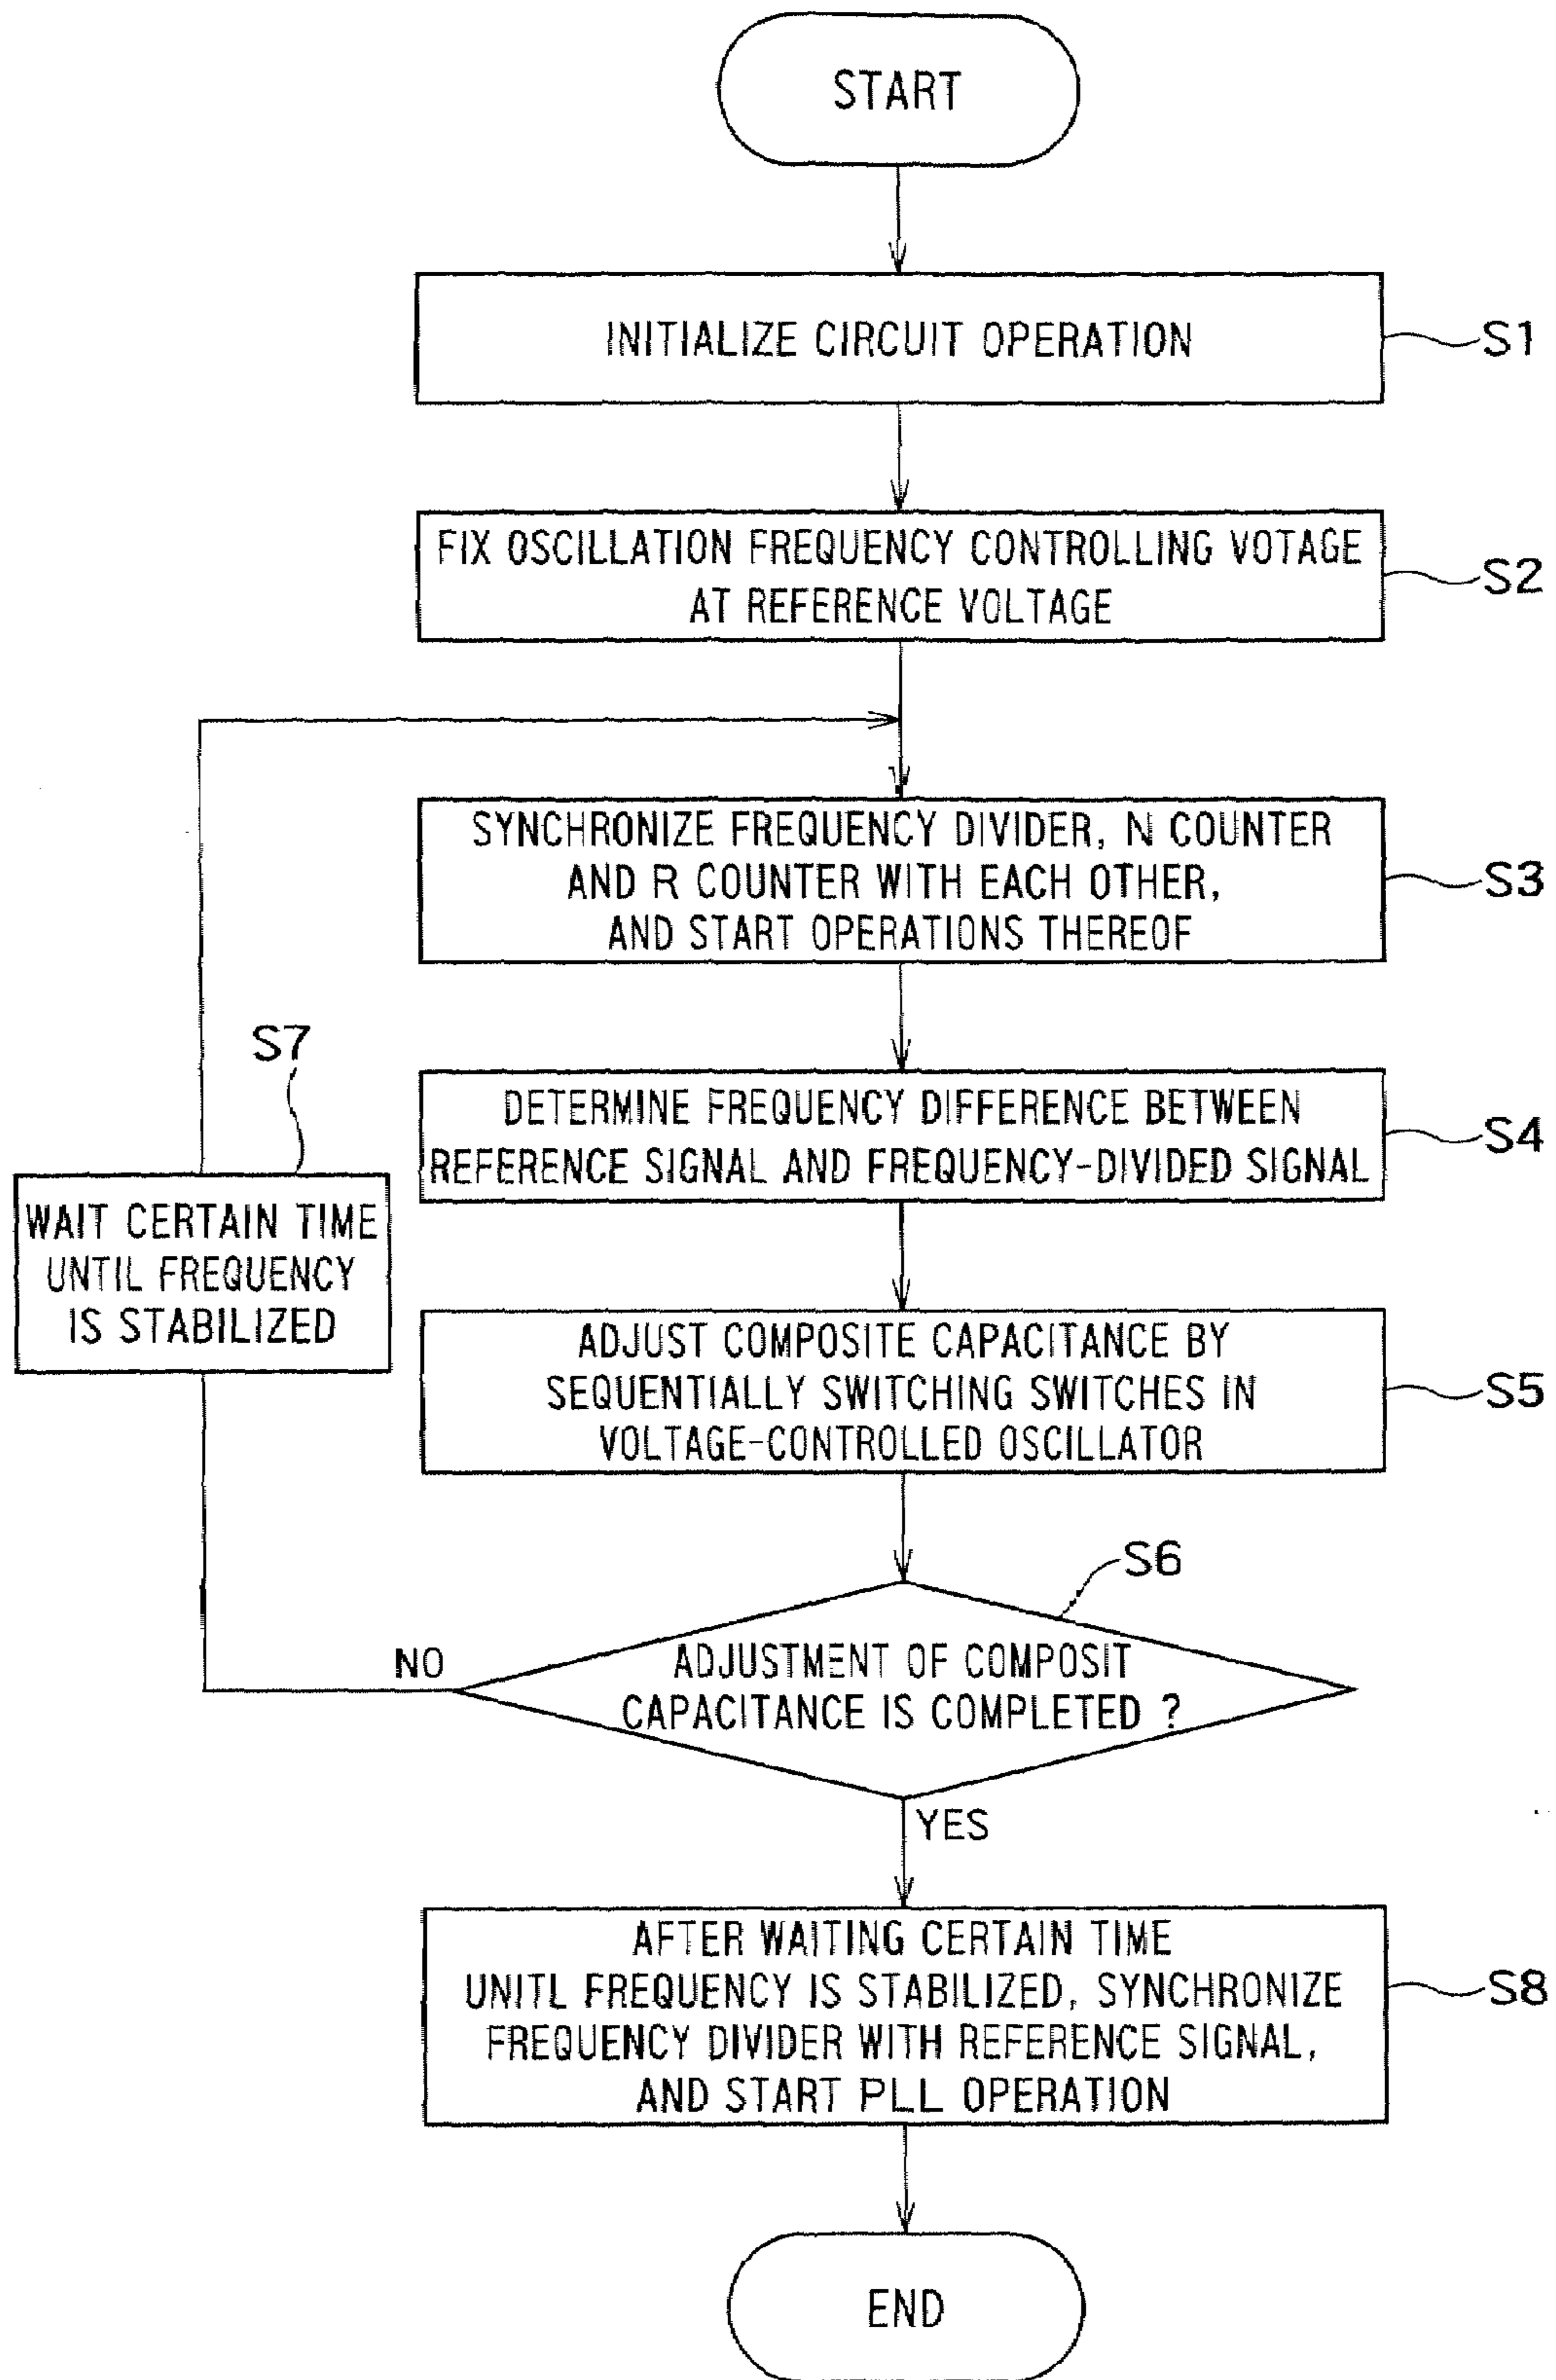 START
INITIALIZE CIRCUIT OPERATION
S1
FIX OSCILLATION FREQUENCY CONTROLLING VOTAGE
AT REFERENCE VOLTAGE
S2
SYNCHRONIZE FREQUENCY DIVIDER, N COUNTER
AND R COUNTER WITH EACH OTHER,
AND START OPERATIONS THEREOF
S3
DETERMINE FREQUENCY DIFFERENCE BETWEEN
REFERENCE SIGNAL AND FREQUENCY-DIVIDED SIGNAL
S4
S7
WAIT CERTAIN TIME
UNTIL FREQUENCY
IS STABILIZED
ADJUST COMPOSITE CAPACITANCE BY
SEQUENTIALLY SWITCHING SWITCHES IN
VOLTAGE-CONTROLLED OSCILLATOR
S5
S6
ADJUSTMENT OF COMPOSIT
CAPACITANCE IS COMPLETED ?
NO
YES
AFTER WAITING CERTAIN TIME
UNITL FREQUENCY IS STABILIZED, SYNCHRONIZE
FREQUENCY DIVIDER WITH REFERENCE SIGNAL,
AND START PLL OPERATION
S8
END